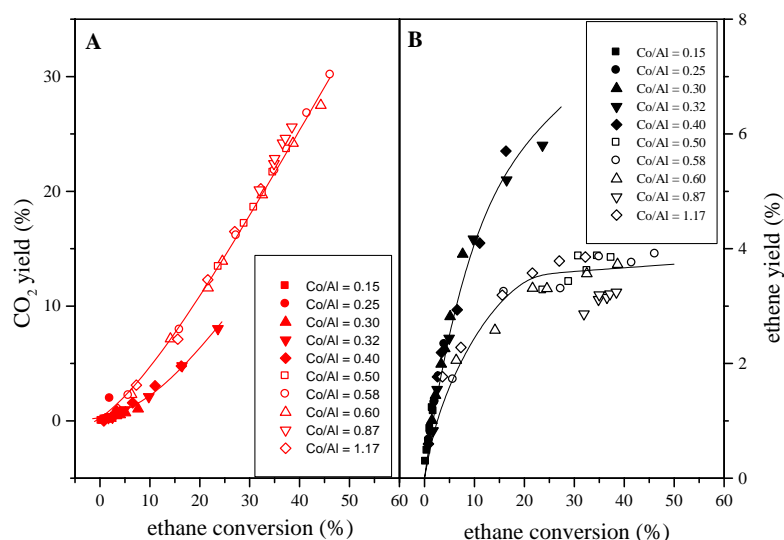 A
B
30
20
10
0
CO2 yield (%)
Co/Al = 0.15
Co/Al = 0.25
Co/Al = 0.30
Co/Al = 0.32
Co/Al = 0.40
Co/Al = 0.50
Co/Al = 0.58
Co/Al = 0.60
Co/Al = 0.87
Co/Al = 1.17
0 10 20 30 40 50 60
ethane conversion (%)
Co/Al = 0.15
Co/Al = 0.25
Co/Al = 0.30
Co/Al = 0.32
Co/Al = 0.40
Co/Al = 0.50
Co/Al = 0.58
Co/Al = 0.60
Co/Al = 0.87
Co/Al = 1.17
0 10 20 30 40 50 60
ethane conversion (%)
8
6
4
2
0
ethene yield (%)